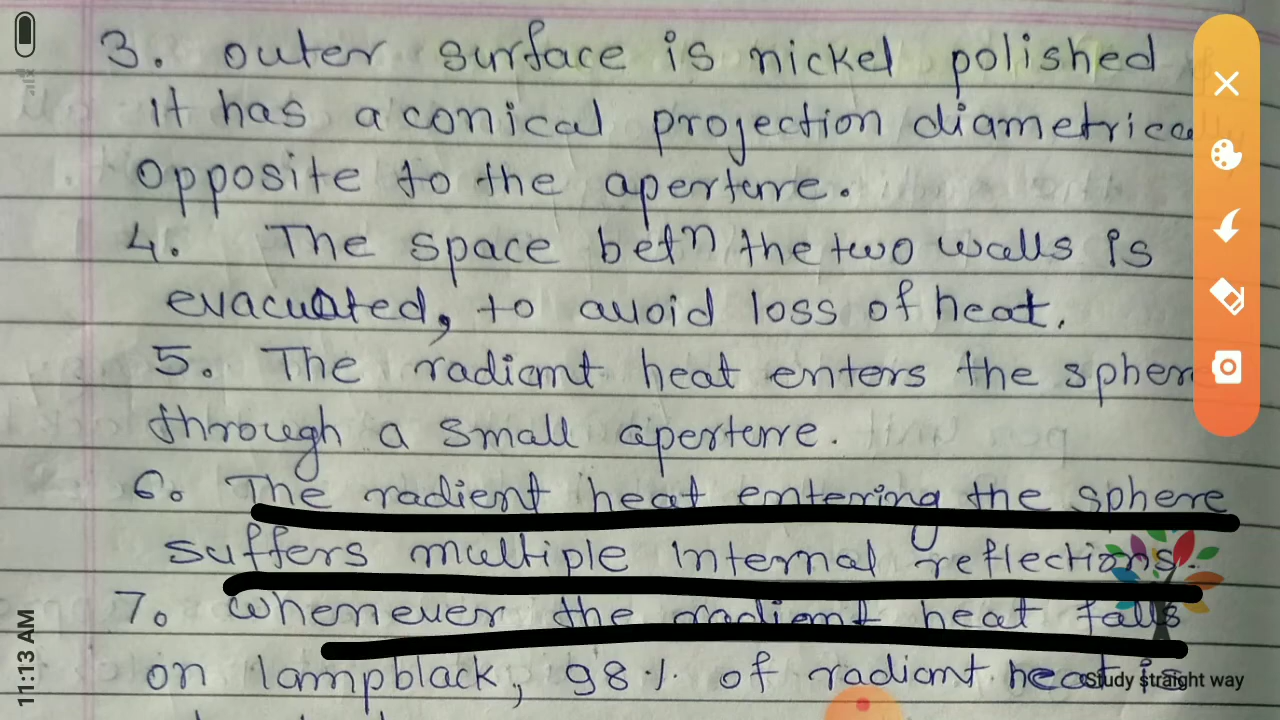 3. outer surface is nickel polished
it has a conical projection diametrica
opposite to the aperture.
4. The space betn the two walls is
evacuated, to avoid loss of heat.
5. The radiant heat enters the sphere
through a small aperture.
6. The radient heat entering the sphere
suffers multiple internal reflections.
7. Whenever the radiant heat falls
on lampblack, 98 % of radiant heat is
Study straight way
11:13 AM